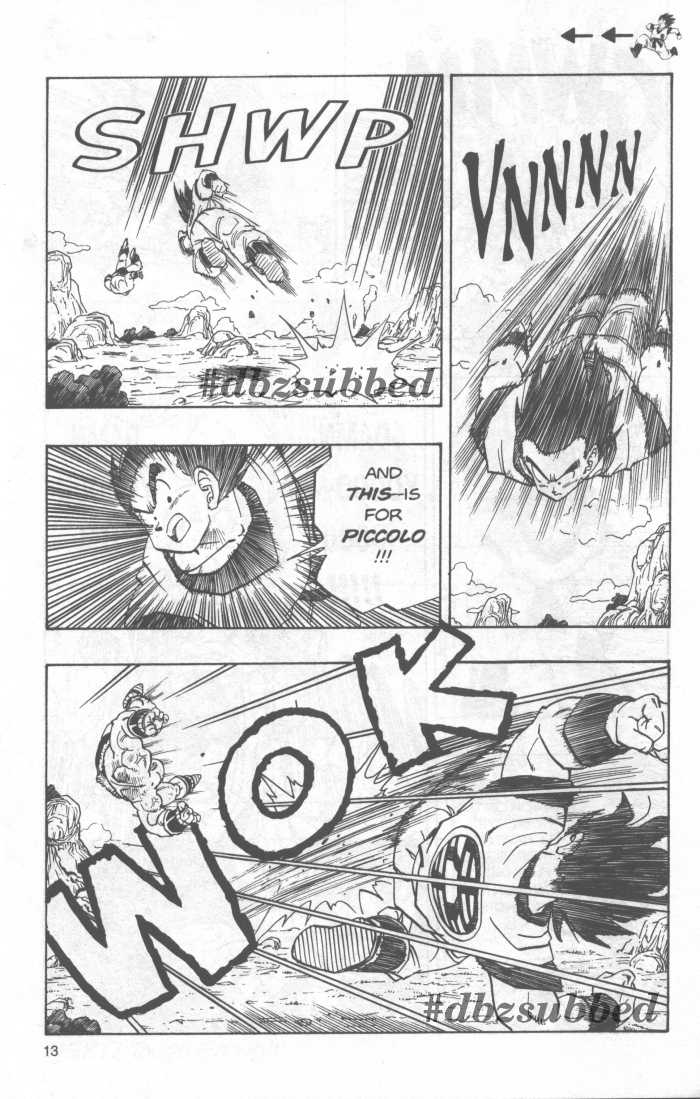 VNNNN
SHWP
#dbzsubbed
AND
THIS—IS
FOR
PICCOLO
!!!
WOK
#dbzsubbed
13